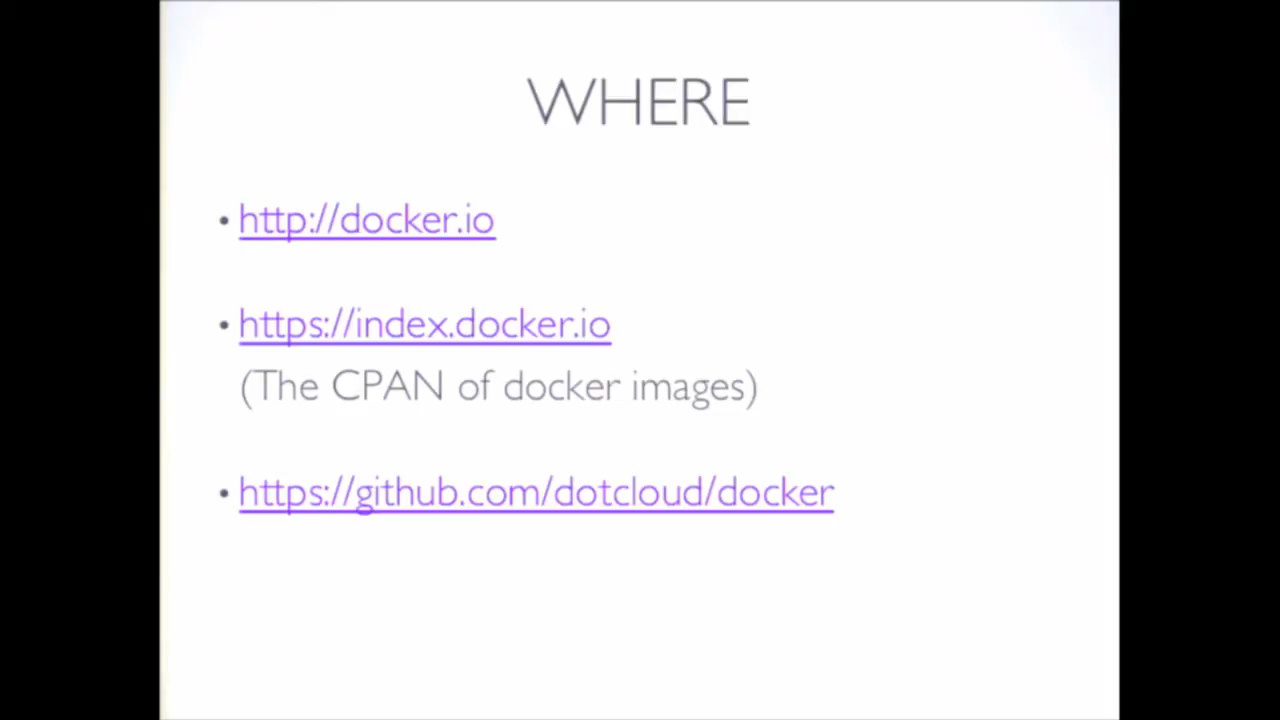 WHERE
• http://docker.io
• https://index.docker.io
(The CPAN of docker images)
• https://github.com/dotcloud/docker